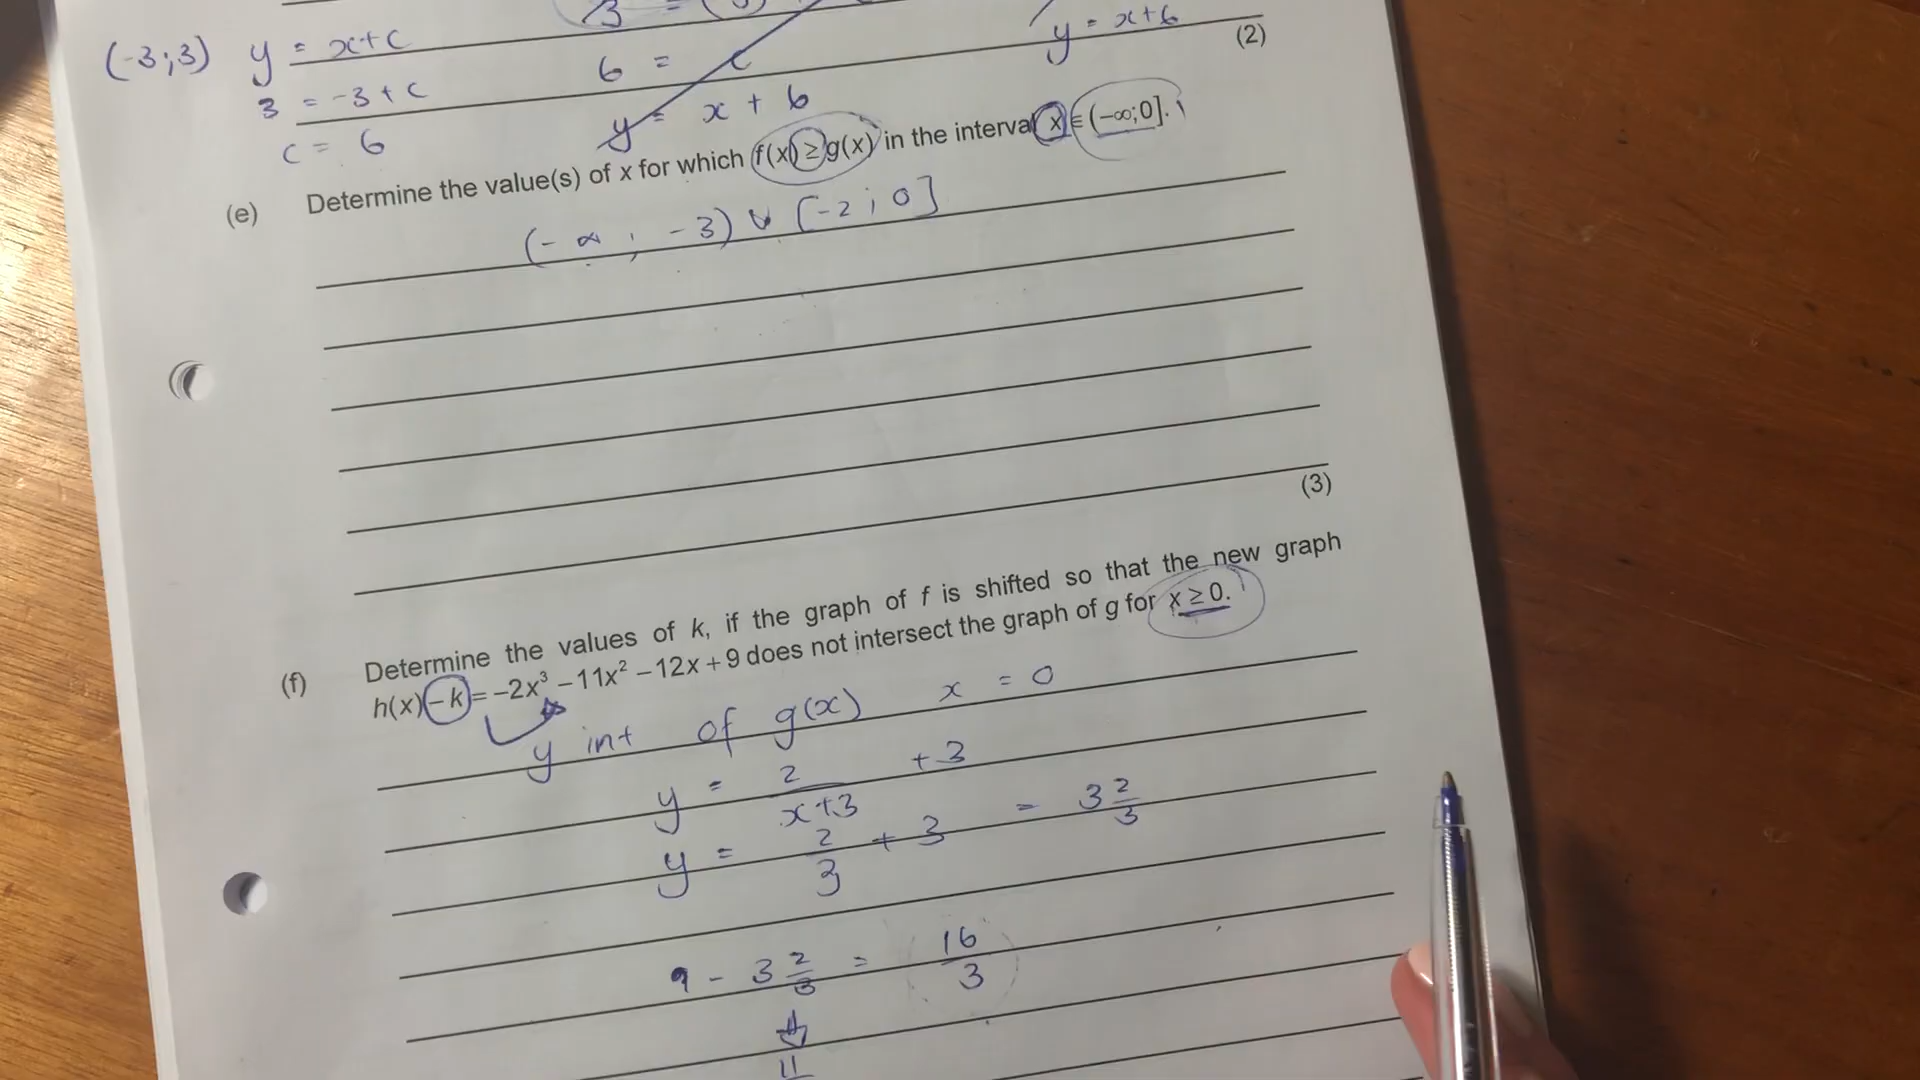 3 = (3)
(-3;3) y = x+c
y = x+6
6 = c
(2)
3 = -3 + c
y = x + 6
c = 6
(e) Determine the value(s) of x for which f(x) ≥ g(x) in the interval x ∈ (-∞;0].
(-∞ ; -3) ∪ [-2 ; 0]
(3)
(f) Determine the values of k, if the graph of f is shifted so that the new graph
h(x) - k = -2x³ - 11x² - 12x + 9 does not intersect the graph of g for x ≥ 0.
y int of g(x) x = 0
y = 2/(x+3) + 3
y = 2/3 + 3 = 3 2/3
9 - 3 2/3 = 16/3
11